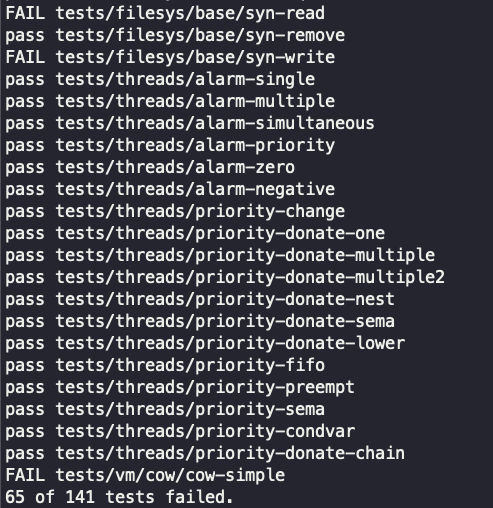 FAIL tests/filesys/base/syn-read
pass tests/filesys/base/syn-remove
FAIL tests/filesys/base/syn-write
pass tests/threads/alarm-single
pass tests/threads/alarm-multiple
pass tests/threads/alarm-simultaneous
pass tests/threads/alarm-priority
pass tests/threads/alarm-zero
pass tests/threads/alarm-negative
pass tests/threads/priority-change
pass tests/threads/priority-donate-one
pass tests/threads/priority-donate-multiple
pass tests/threads/priority-donate-multiple2
pass tests/threads/priority-donate-nest
pass tests/threads/priority-donate-sema
pass tests/threads/priority-donate-lower
pass tests/threads/priority-fifo
pass tests/threads/priority-preempt
pass tests/threads/priority-sema
pass tests/threads/priority-condvar
pass tests/threads/priority-donate-chain
FAIL tests/vm/cow/cow-simple
65 of 141 tests failed.